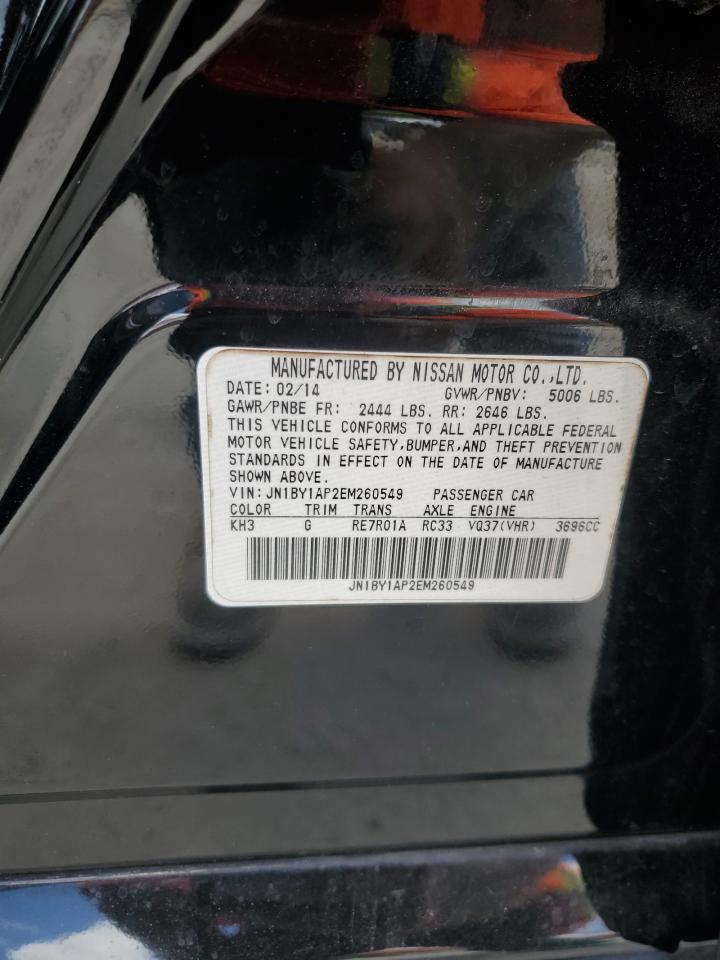 MANUFACTURED BY NISSAN MOTOR CO.,LTD.
DATE: 02/14 GVWR/PNBV: 5006 LBS.
GAWR/PNBE FR: 2444 LBS. RR: 2646 LBS.
THIS VEHICLE CONFORMS TO ALL APPLICABLE FEDERAL
MOTOR VEHICLE SAFETY,BUMPER,AND THEFT PREVENTION
STANDARDS IN EFFECT ON THE DATE OF MANUFACTURE
SHOWN ABOVE.
VIN:JN1BY1AP2EM260549 PASSENGER CAR
COLOR TRIM TRANS AXLE ENGINE
KH3 G RE7R01A RC33 VQ37(VHR) 3696CC
JN1BY1AP2EM260549